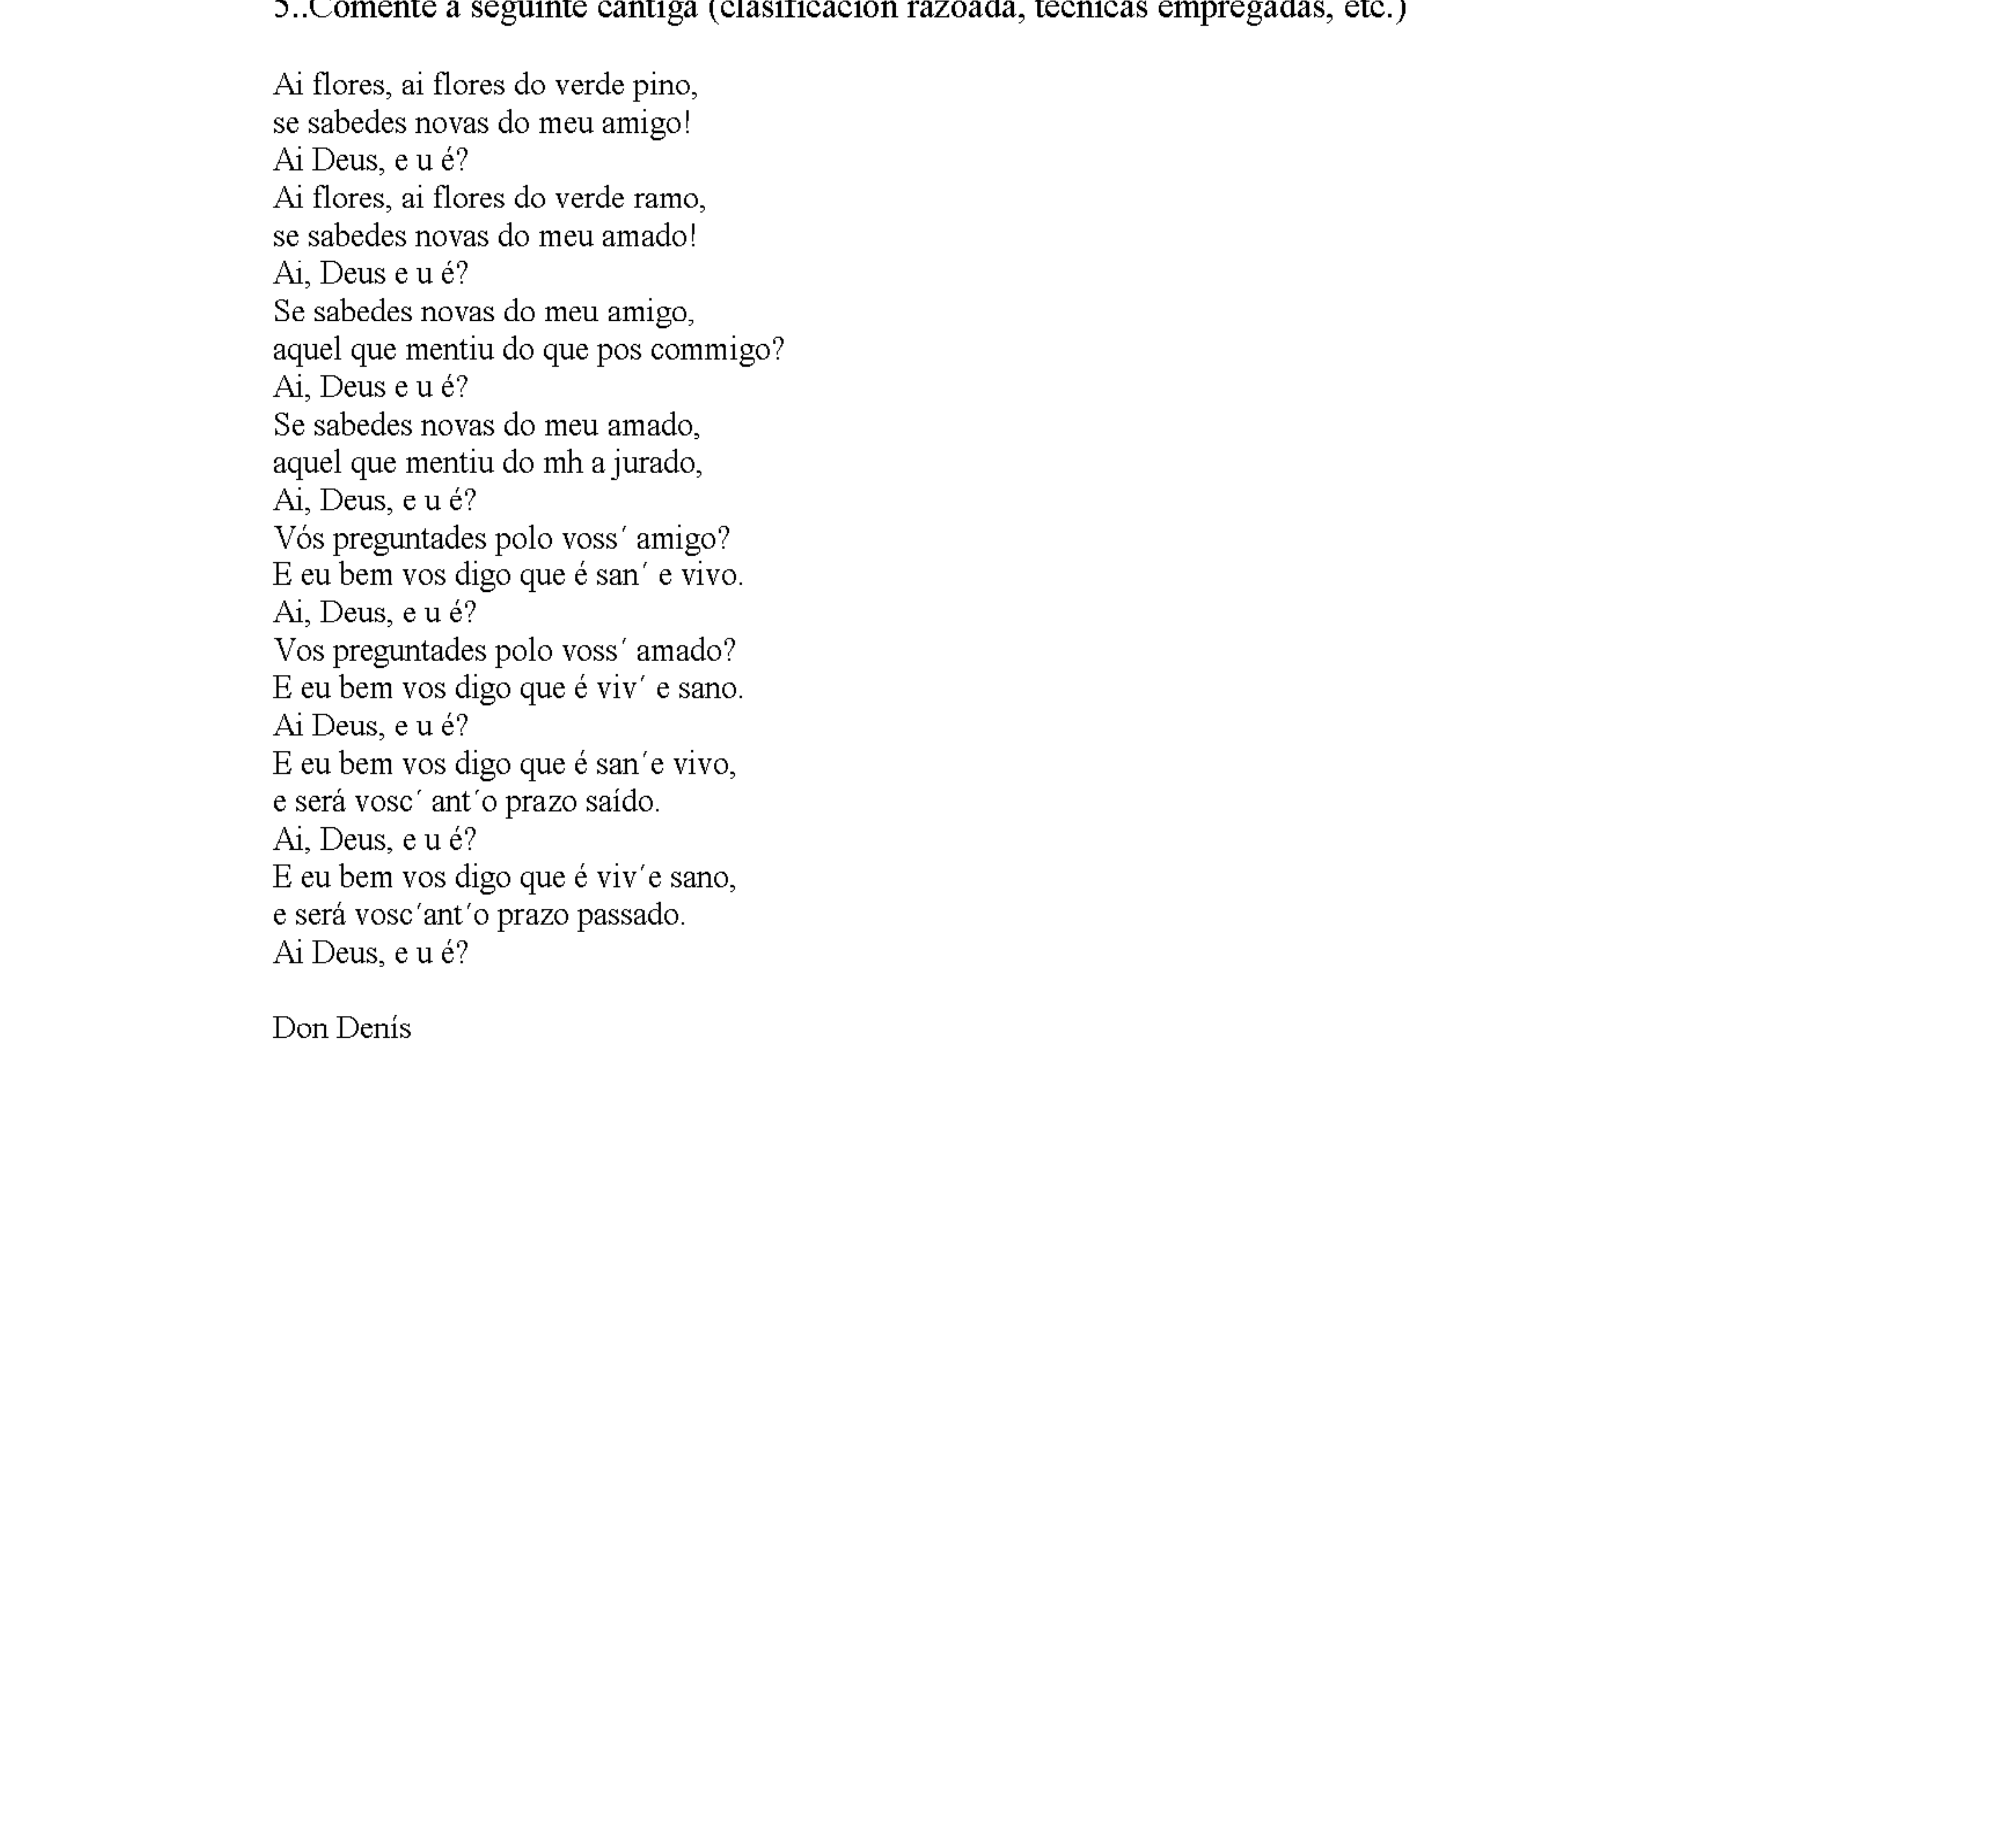 5..Comente a seguinte cantiga (clasificación razoada, técnicas empregadas, etc.)
Ai flores, ai flores do verde pino,
se sabedes novas do meu amigo!
Ai Deus, e u é?
Ai flores, ai flores do verde ramo,
se sabedes novas do meu amado!
Ai, Deus e u é?
Se sabedes novas do meu amigo,
aquel que mentiu do que pos commigo?
Ai, Deus e u é?
Se sabedes novas do meu amado,
aquel que mentiu do mh a jurado,
Ai, Deus, e u é?
Vós preguntades polo voss´ amigo?
E eu bem vos digo que é san´ e vivo.
Ai, Deus, e u é?
Vos preguntades polo voss´ amado?
E eu bem vos digo que é viv´ e sano.
Ai Deus, e u é?
E eu bem vos digo que é san´e vivo,
e será vosc´ ant´o prazo saído.
Ai, Deus, e u é?
E eu bem vos digo que é viv´e sano,
e será vosc´ant´o prazo passado.
Ai Deus, e u é?
Don Denís